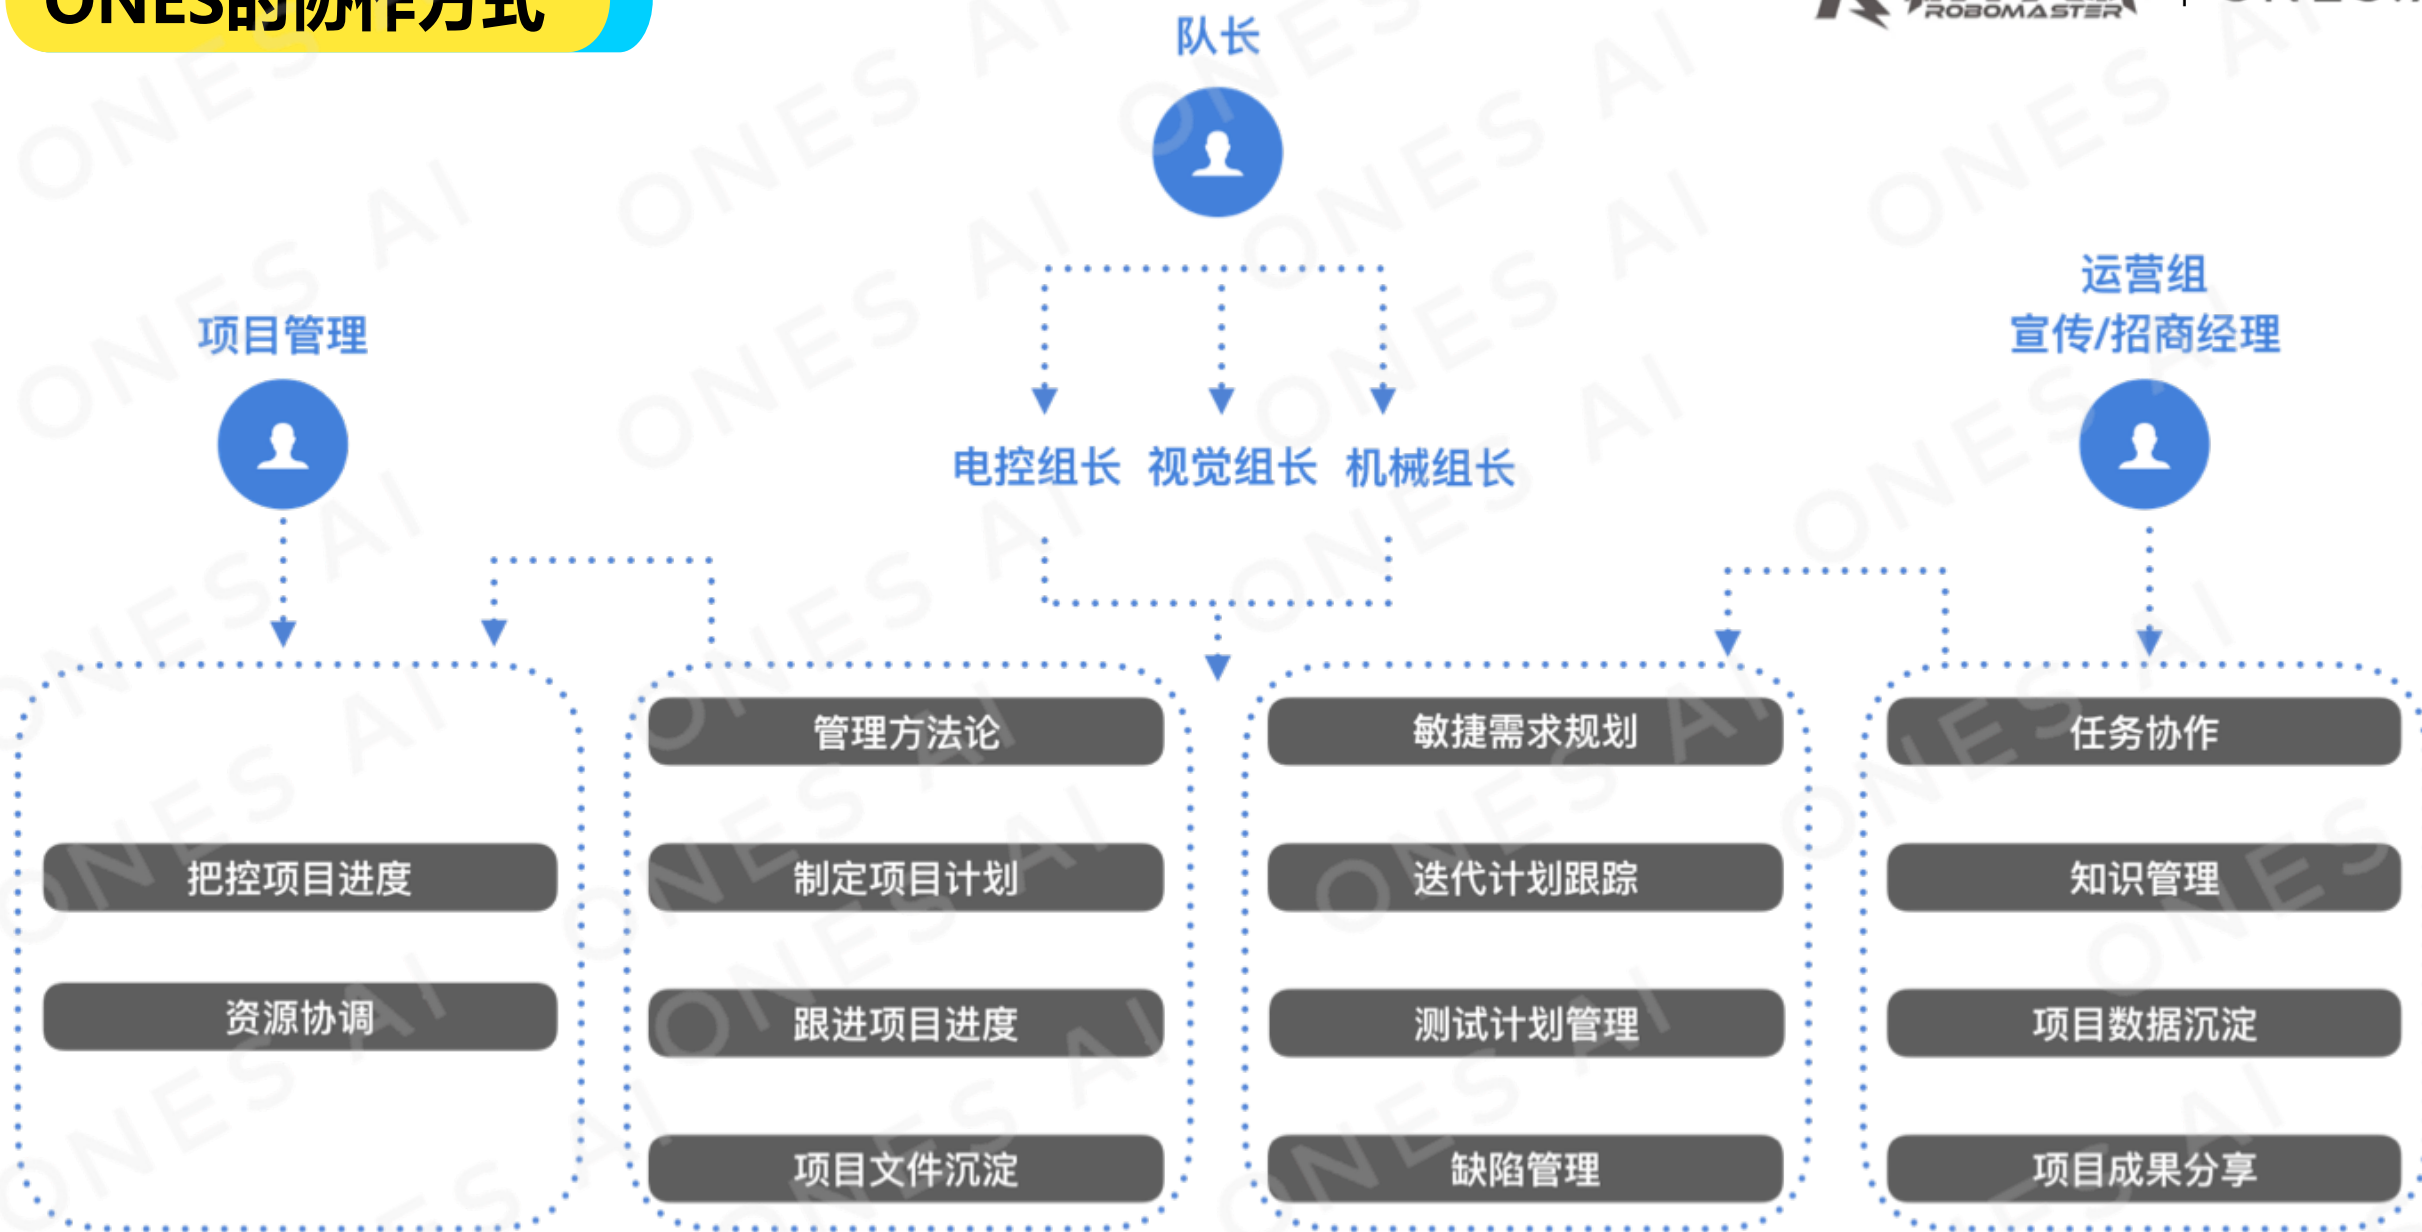 ONES的协作方式
ROBOMASTER
队长
运营组
宣传/招商经理
项目管理
电控组长 视觉组长 机械组长
管理方法论
敏捷需求规划
任务协作
把控项目进度
制定项目计划
迭代计划跟踪
知识管理
资源协调
跟进项目进度
测试计划管理
项目数据沉淀
项目文件沉淀
缺陷管理
项目成果分享
ONES AI